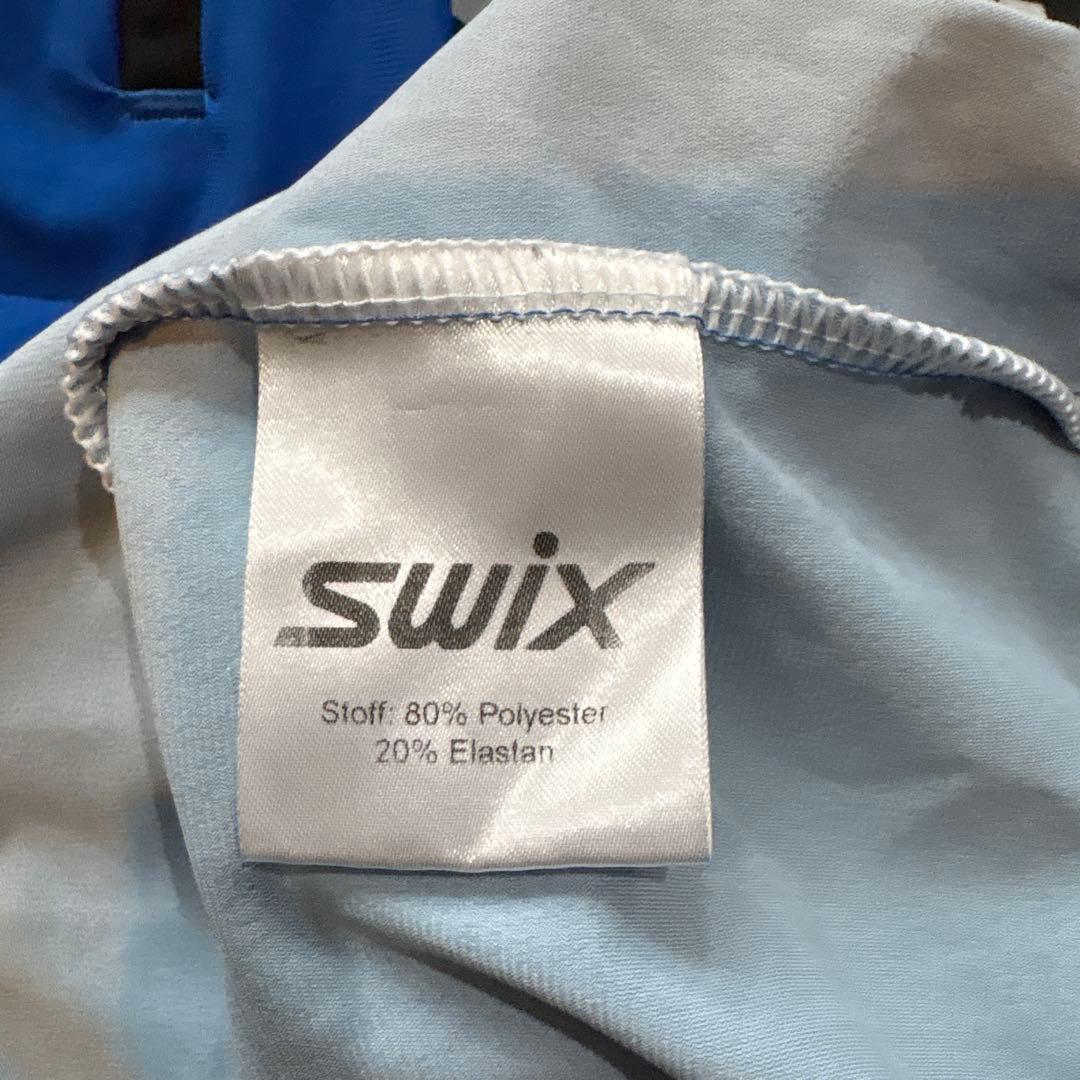 swix
Stoff: 80% Polyester
20% Elastan